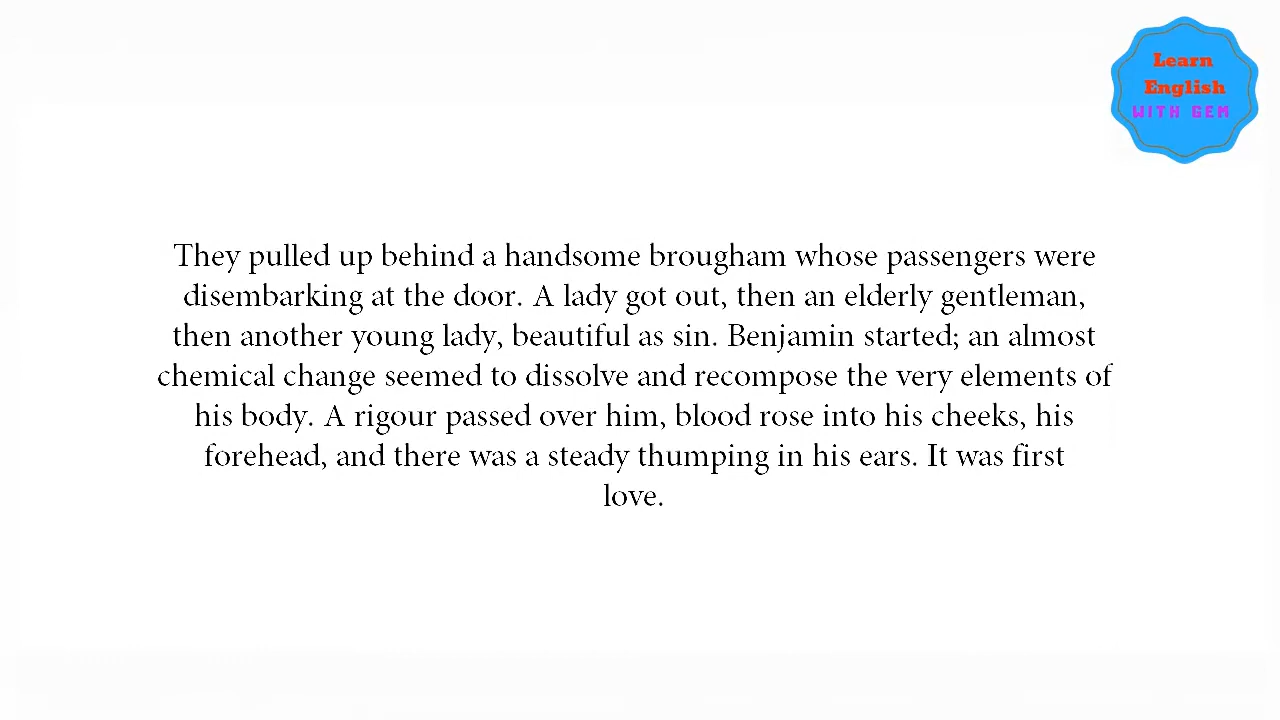 Learn
English
WITH GEM
They pulled up behind a handsome brougham whose passengers were
disembarking at the door. A lady got out, then an elderly gentleman,
then another young lady, beautiful as sin. Benjamin started; an almost
chemical change seemed to dissolve and recompose the very elements of
his body. A rigour passed over him, blood rose into his cheeks, his
forehead, and there was a steady thumping in his ears. It was first
love.